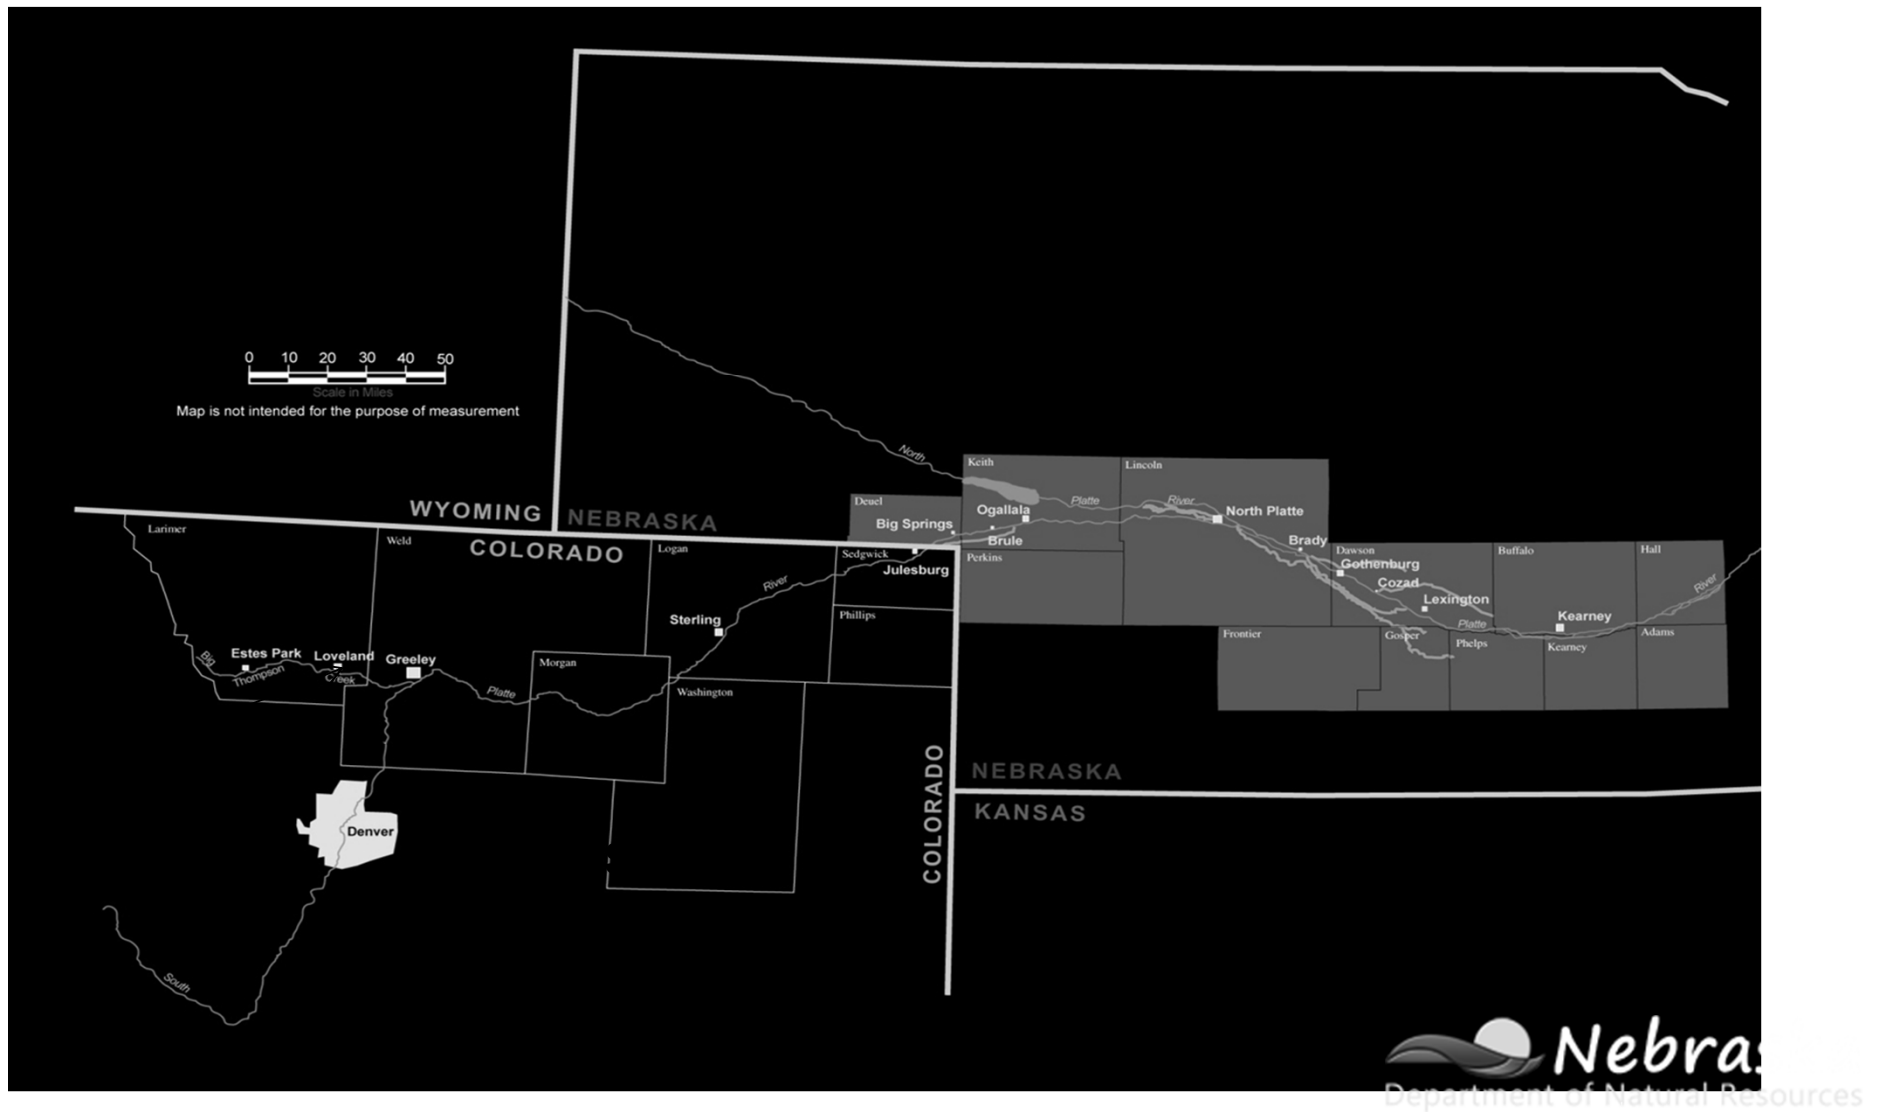 0 10 20 30 40 50
Scale in Miles
Map is not intended for the purpose of measurement
North
Keith
Lincoln
Deuel
Platte
River
Ogallala
North Platte
WYOMING
NEBRASKA
Big Springs
Brule
Brady
Larimer
Weld
COLORADO
Logan
Sedgwick
Perkins
Dawson
Buffalo
Hall
Julesburg
Gothenburg
Cozad
River
River
Lexington
Sterling
Phillips
Kearney
Platte
Frontier
Gosper
Phelps
Kearney
Adams
Big
Estes Park
Loveland
Greeley
Morgan
Thompson
Creek
Platte
Washington
COLORADO
NEBRASKA
KANSAS
Denver
South
Nebras
Department of Natural Resources